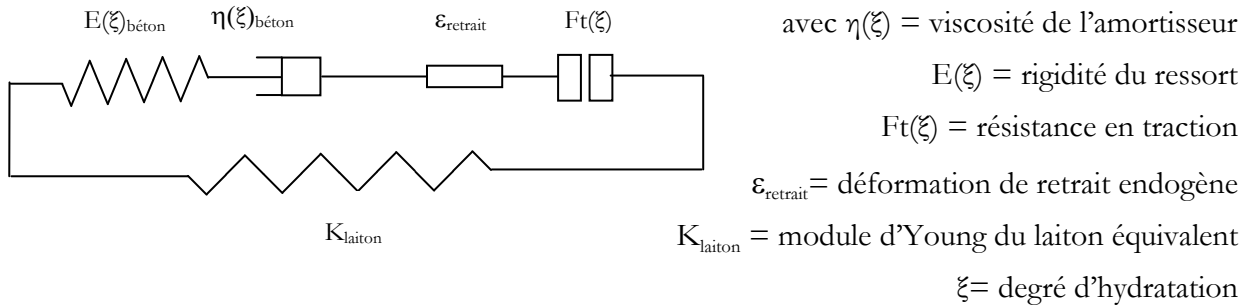 E(ξ)béton η(ξ)béton εretrait Ft(ξ)
Klaiton
avec η(ξ) = viscosité de l’amortisseur
E(ξ) = rigidité du ressort
Ft(ξ) = résistance en traction
εretrait= déformation de retrait endogène
Klaiton = module d’Young du laiton équivalent
ξ= degré d’hydratation